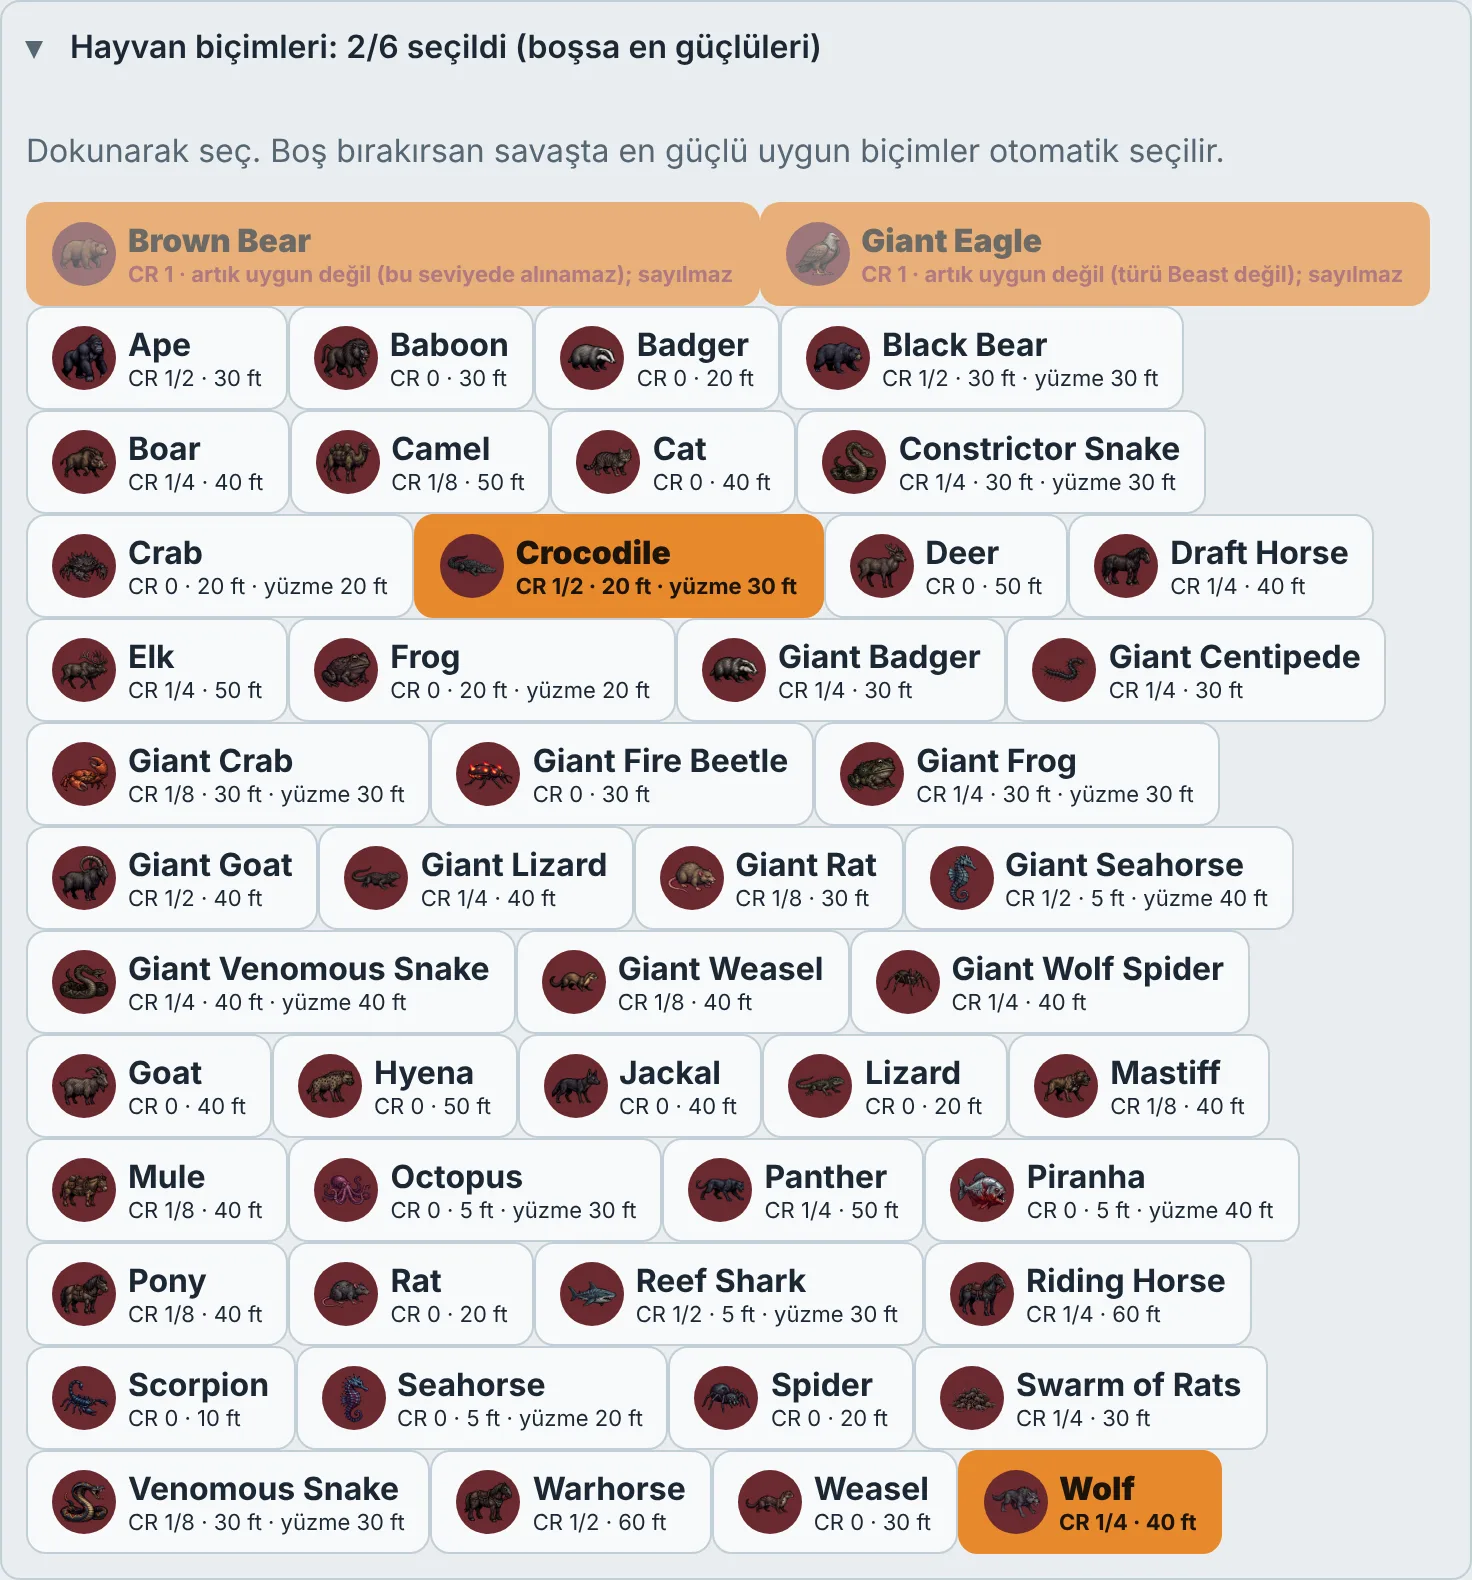 ▼ Hayvan biçimleri: 2/6 seçildi (boşsa en güçlüleri)
Dokunarak seç. Boş bırakırsan savaşta en güçlü uygun biçimler otomatik seçilir.
Brown Bear
CR 1 · artık uygun değil (bu seviyede alınamaz); sayılmaz
Giant Eagle
CR 1 · artık uygun değil (türü Beast değil); sayılmaz
Ape
CR 1/2 · 30 ft
Baboon
CR 0 · 30 ft
Badger
CR 0 · 20 ft
Black Bear
CR 1/2 · 30 ft · yüzme 30 ft
Boar
CR 1/4 · 40 ft
Camel
CR 1/8 · 50 ft
Cat
CR 0 · 40 ft
Constrictor Snake
CR 1/4 · 30 ft · yüzme 30 ft
Crab
CR 0 · 20 ft · yüzme 20 ft
Crocodile
CR 1/2 · 20 ft · yüzme 30 ft
Deer
CR 0 · 50 ft
Draft Horse
CR 1/4 · 40 ft
Elk
CR 1/4 · 50 ft
Frog
CR 0 · 20 ft · yüzme 20 ft
Giant Badger
CR 1/4 · 30 ft
Giant Centipede
CR 1/4 · 30 ft
Giant Crab
CR 1/8 · 30 ft · yüzme 30 ft
Giant Fire Beetle
CR 0 · 30 ft
Giant Frog
CR 1/4 · 30 ft · yüzme 30 ft
Giant Goat
CR 1/2 · 40 ft
Giant Lizard
CR 1/4 · 40 ft
Giant Rat
CR 1/8 · 30 ft
Giant Seahorse
CR 1/2 · 5 ft · yüzme 40 ft
Giant Venomous Snake
CR 1/4 · 40 ft · yüzme 40 ft
Giant Weasel
CR 1/8 · 40 ft
Giant Wolf Spider
CR 1/4 · 40 ft
Goat
CR 0 · 40 ft
Hyena
CR 0 · 50 ft
Jackal
CR 0 · 40 ft
Lizard
CR 0 · 20 ft
Mastiff
CR 1/8 · 40 ft
Mule
CR 1/8 · 40 ft
Octopus
CR 0 · 5 ft · yüzme 30 ft
Panther
CR 1/4 · 50 ft
Piranha
CR 0 · 5 ft · yüzme 40 ft
Pony
CR 1/8 · 40 ft
Rat
CR 0 · 20 ft
Reef Shark
CR 1/2 · 5 ft · yüzme 30 ft
Riding Horse
CR 1/4 · 60 ft
Scorpion
CR 0 · 10 ft
Seahorse
CR 0 · 5 ft · yüzme 20 ft
Spider
CR 0 · 20 ft
Swarm of Rats
CR 1/4 · 30 ft
Venomous Snake
CR 1/8 · 30 ft · yüzme 30 ft
Warhorse
CR 1/2 · 60 ft
Weasel
CR 0 · 30 ft
Wolf
CR 1/4 · 40 ft